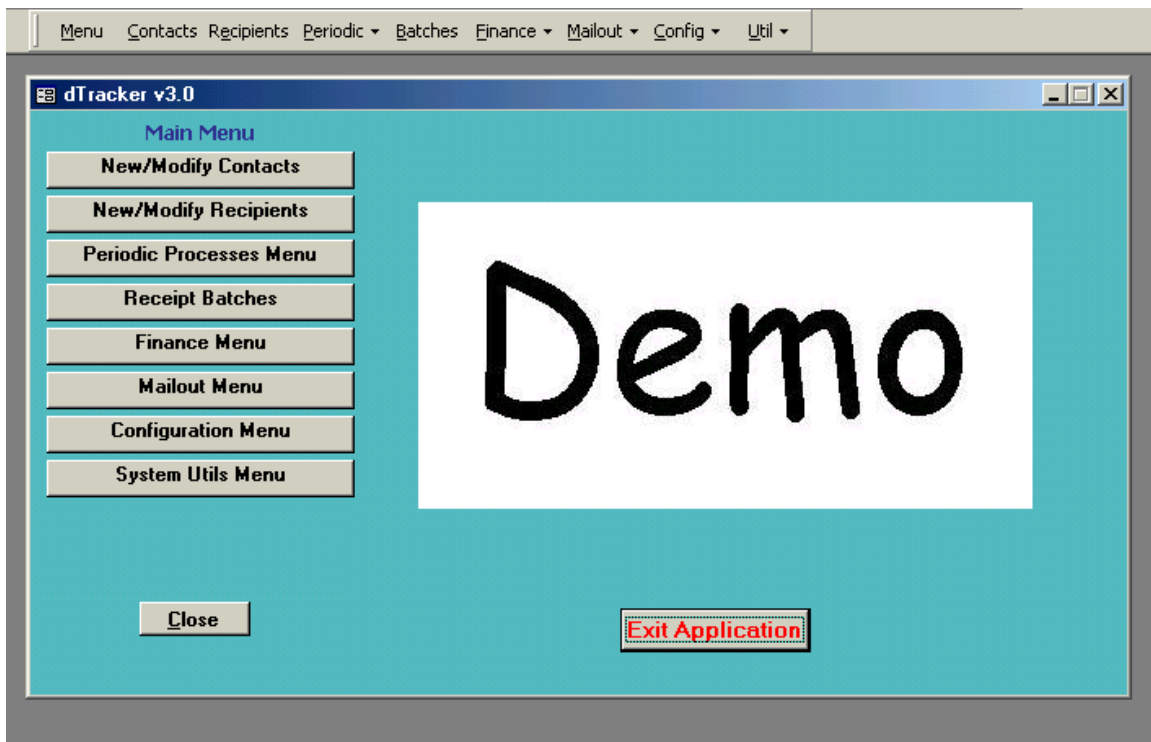 Menu Contacts Recipients Periodic Batches Finance Mailout Config Util
dTracker v3.0
Main Menu
New/Modify Contacts
New/Modify Recipients
Periodic Processes Menu
Receipt Batches
Finance Menu
Mailout Menu
Configuration Menu
System Utils Menu
Demo
Close
Exit Application